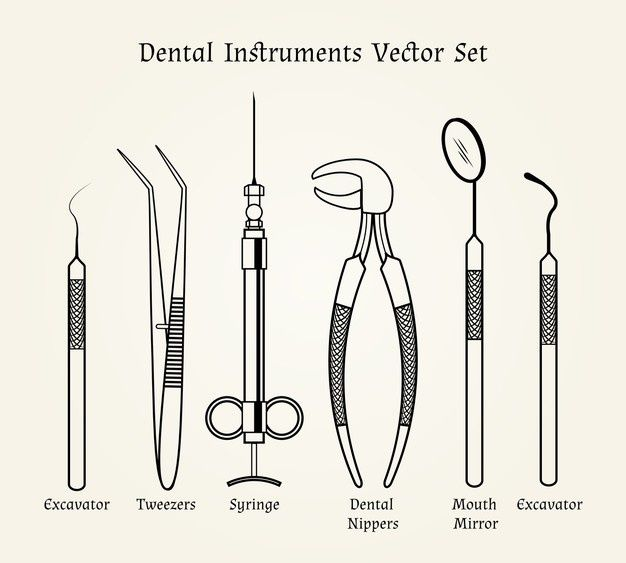 Dental Instruments Vector Set
Excavator
Tweezers
Syringe
Dental
Nippers
Mouth
Mirror
Excavator